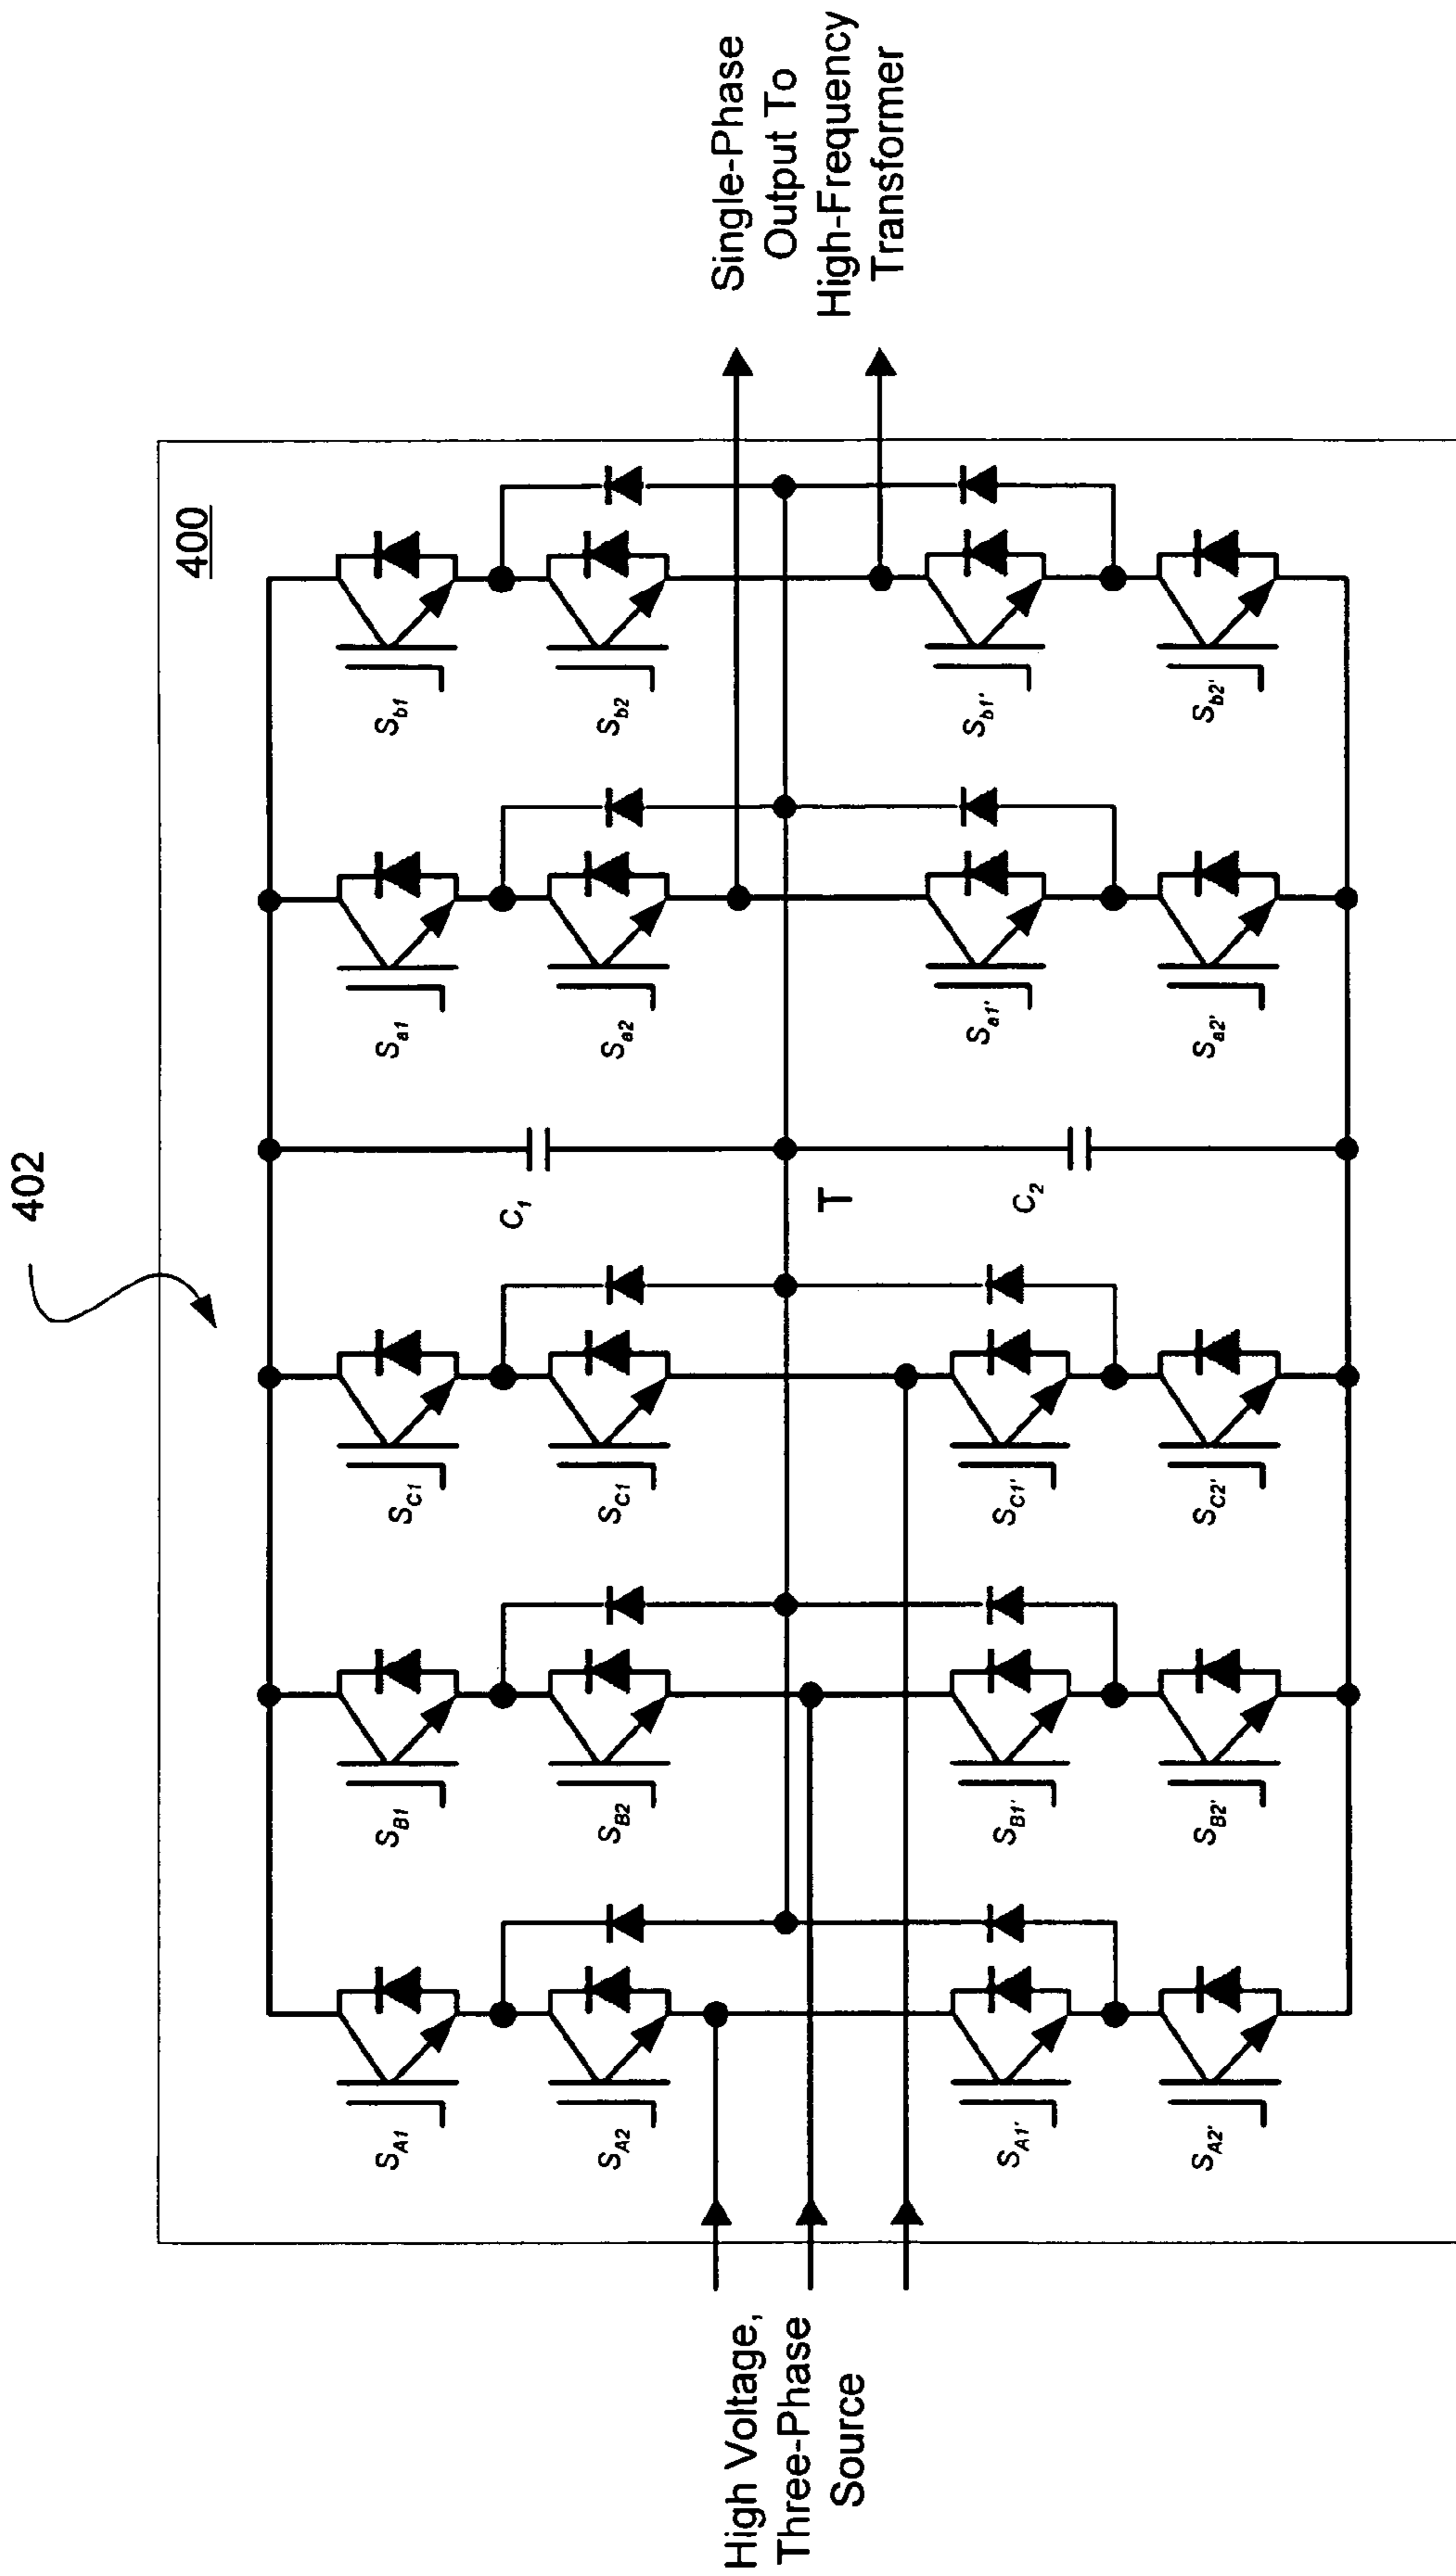 402
400
High Voltage,
Three-Phase
Source
Single-Phase
Output To
High-Frequency
Transformer
S_A1
S_B1
S_C1
S_a1
S_b1
S_A2
S_B2
S_C1
S_a2
S_b2
C_1
T
C_2
S_A1'
S_B1'
S_C1'
S_a1'
S_b1'
S_A2'
S_B2'
S_C2'
S_a2'
S_b2'